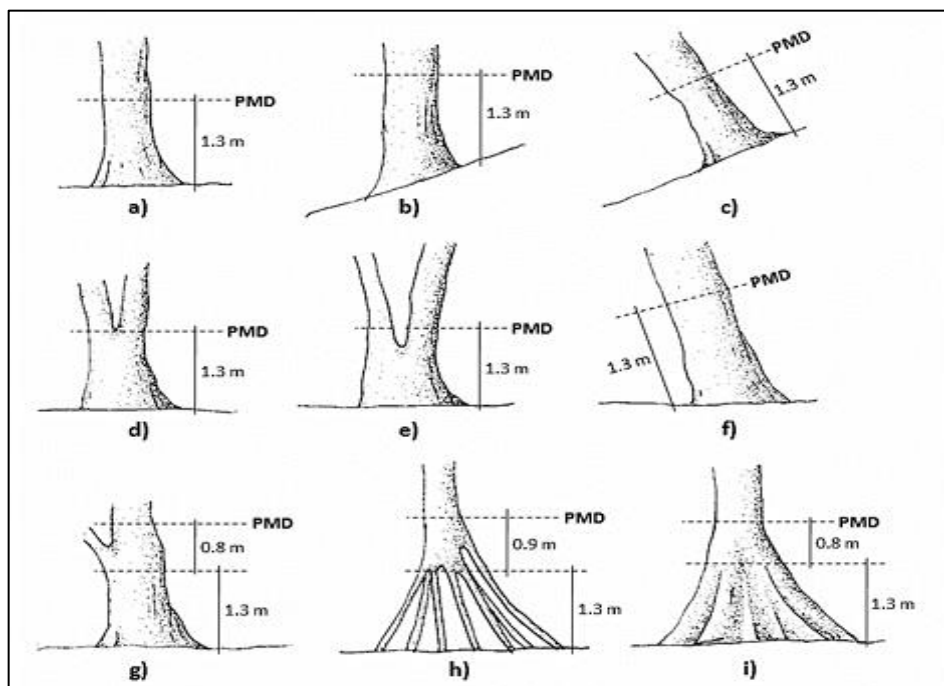 PMD
1.3 m
a)
PMD
1.3 m
b)
PMD
1.3 m
c)
PMD
1.3 m
d)
PMD
1.3 m
e)
PMD
1.3 m
f)
PMD
0.8 m
1.3 m
g)
PMD
0.9 m
1.3 m
h)
PMD
0.8 m
1.3 m
i)